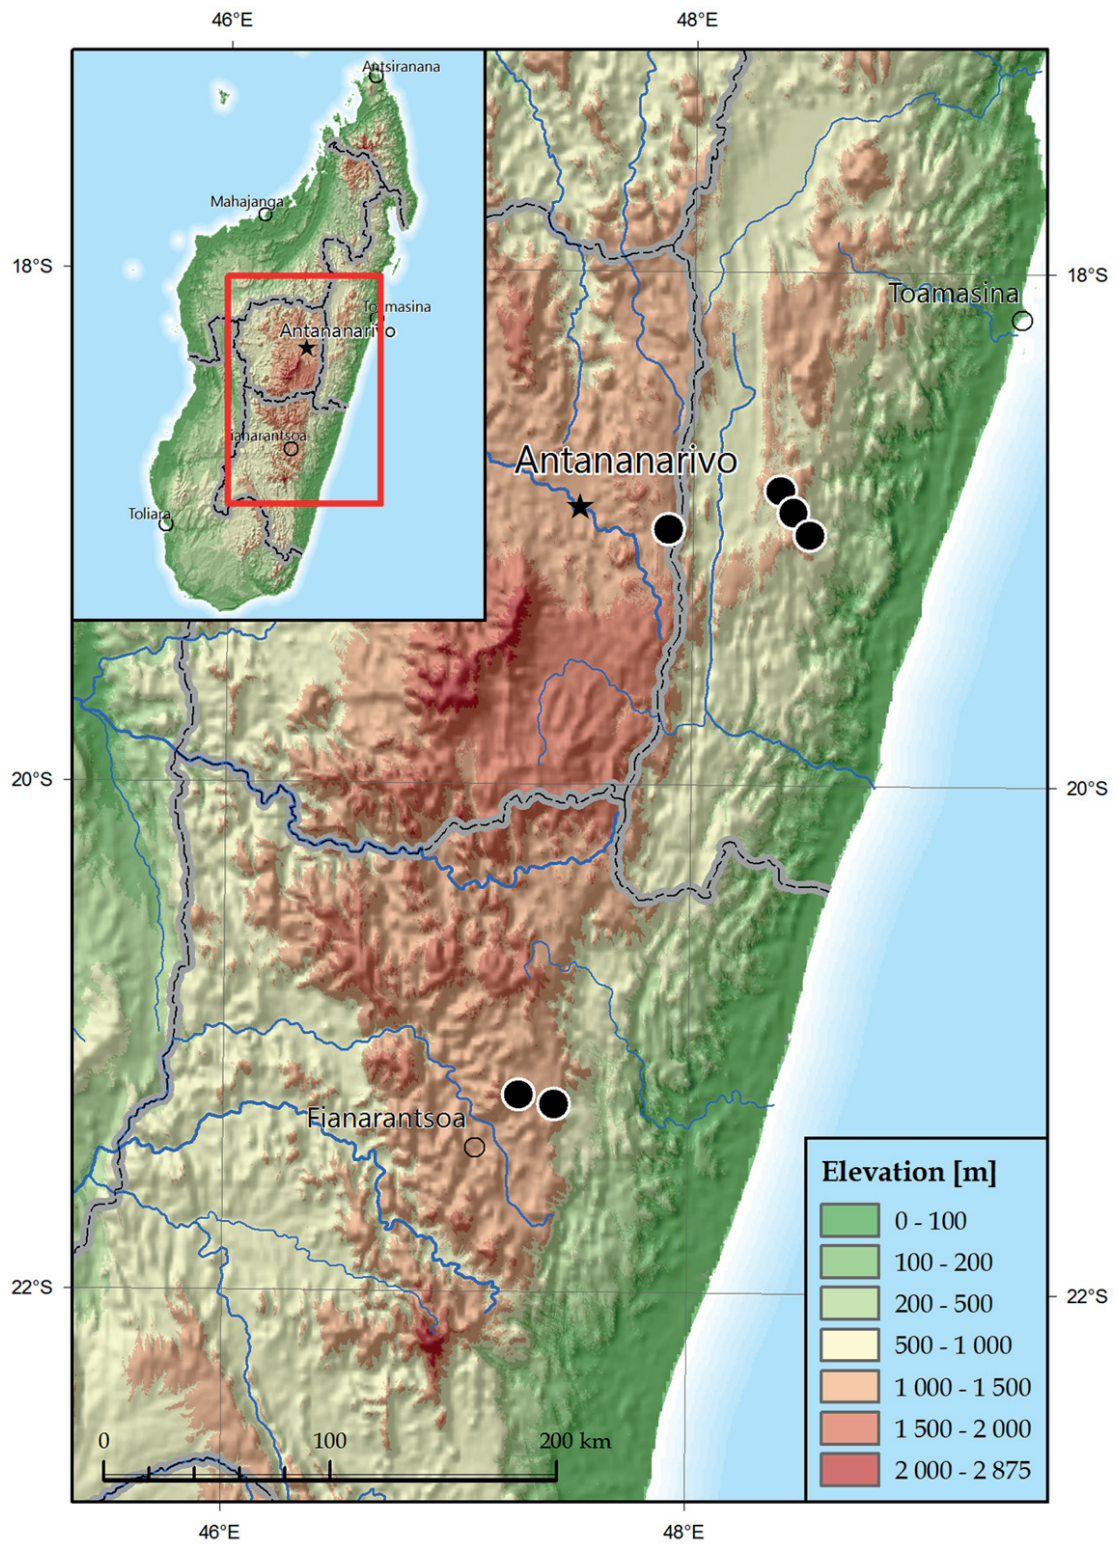 46°E
48°E
Antsiranana
Mahajanga
18°S
18°S
Toamasina
Toamasina
Antananarivo
Antananarivo
Fianarantsoa
Toliara
20°S
20°S
Fianarantsoa
Elevation [m]
0 - 100
100 - 200
200 - 500
500 - 1 000
1 000 - 1 500
1 500 - 2 000
2 000 - 2 875
22°S
22°S
0 100 200 km
46°E
48°E